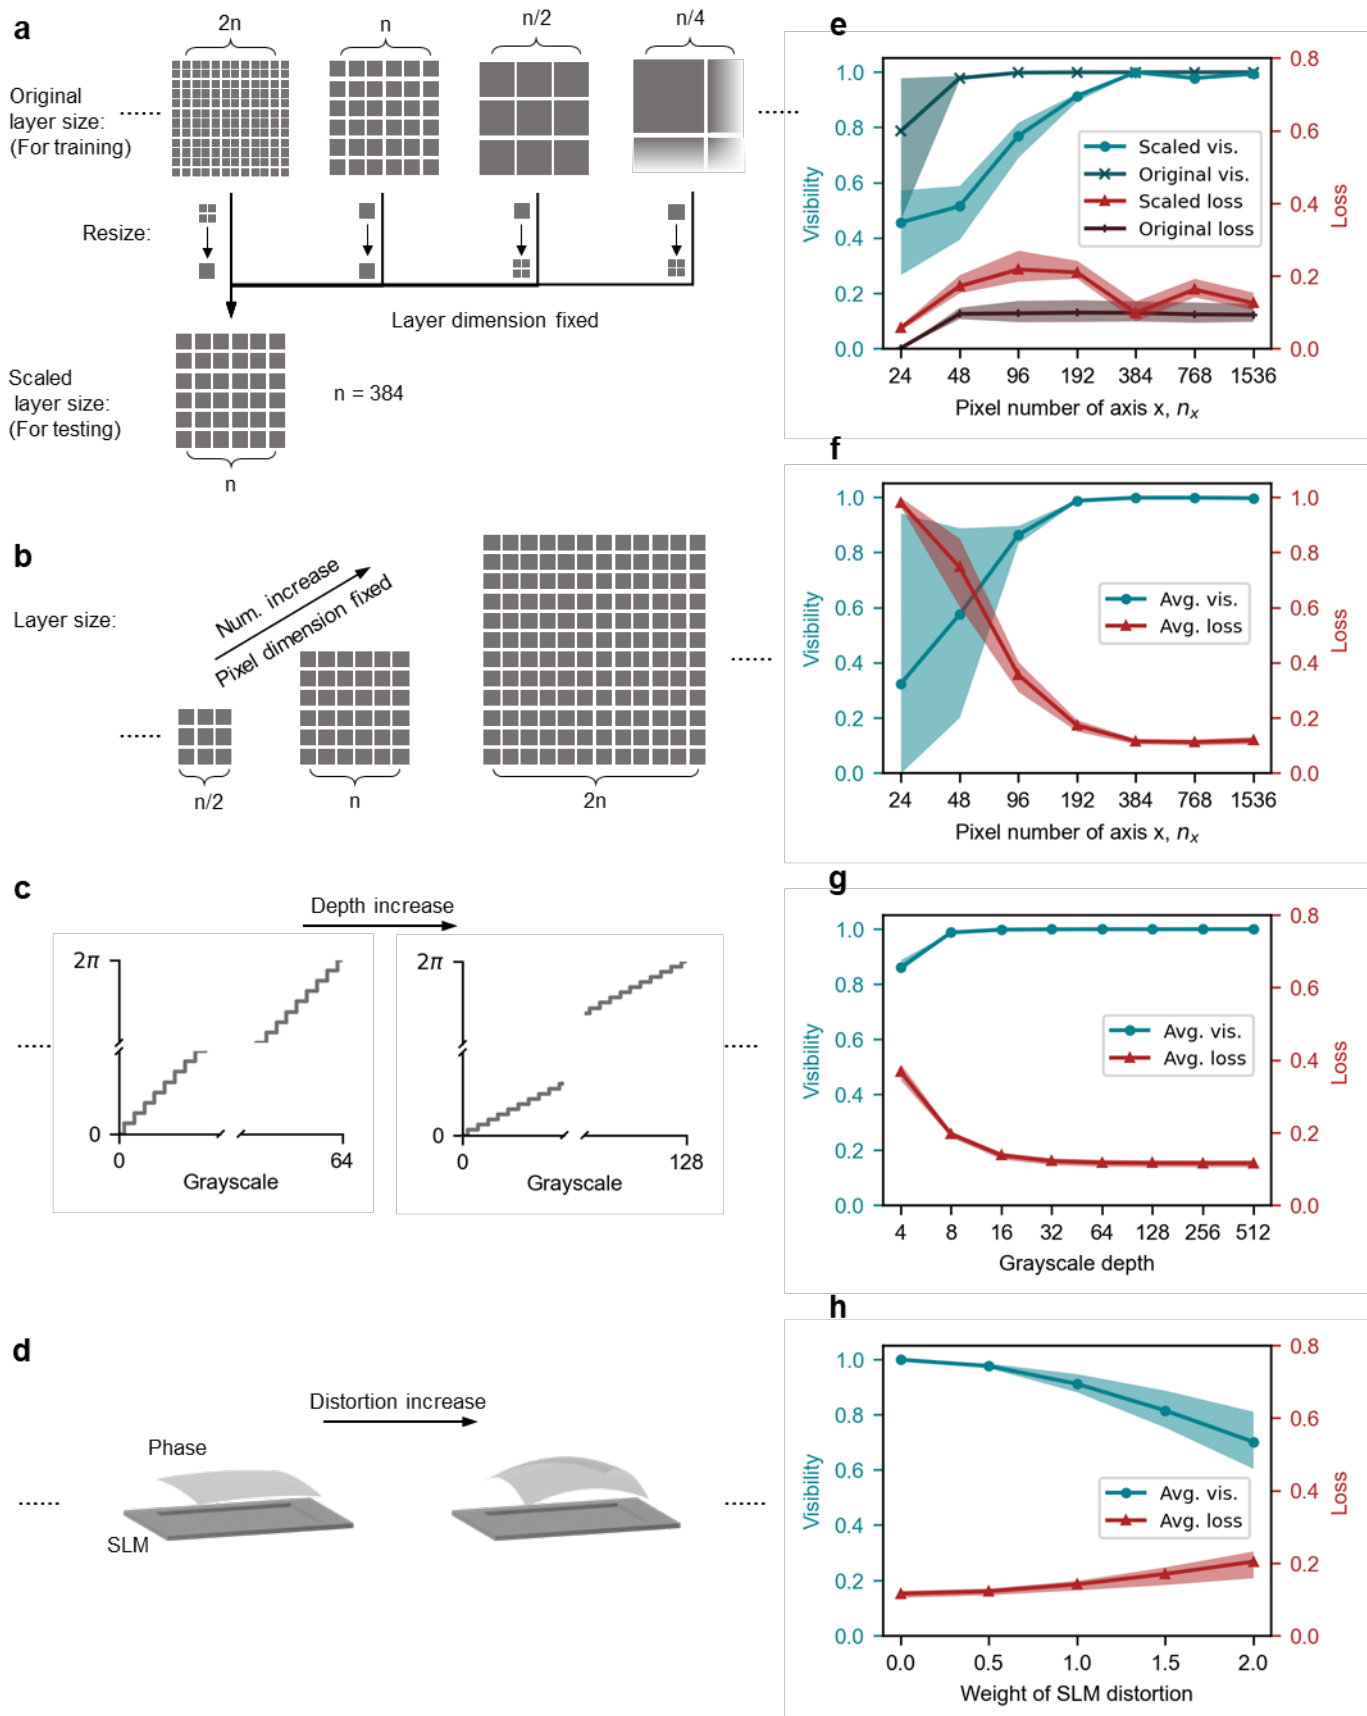 a
2n
n
n/2
n/4
Original
layer size:
(For training)
......
......
Resize:
Layer dimension fixed
Scaled
layer size:
(For testing)
n = 384
n
b
Layer size:
Num. increase
Pixel dimension fixed
......
......
n/2
n
2n
c
Depth increase
2π
0
0
64
Grayscale
2π
0
0
128
Grayscale
......
......
d
Distortion increase
Phase
SLM
......
......
e
1.0
0.8
0.6
0.4
0.2
0.0
Visibility
0.8
0.6
0.4
0.2
0.0
Loss
Scaled vis.
Original vis.
Scaled loss
Original loss
24 48 96 192 384 768 1536
Pixel number of axis x, nₓ
f
1.0
0.8
0.6
0.4
0.2
0.0
Visibility
1.0
0.8
0.6
0.4
0.2
0.0
Loss
Avg. vis.
Avg. loss
24 48 96 192 384 768 1536
Pixel number of axis x, nₓ
g
1.0
0.8
0.6
0.4
0.2
0.0
Visibility
0.8
0.6
0.4
0.2
0.0
Loss
Avg. vis.
Avg. loss
4 8 16 32 64 128 256 512
Grayscale depth
h
1.0
0.8
0.6
0.4
0.2
0.0
Visibility
0.8
0.6
0.4
0.2
0.0
Loss
Avg. vis.
Avg. loss
0.0 0.5 1.0 1.5 2.0
Weight of SLM distortion